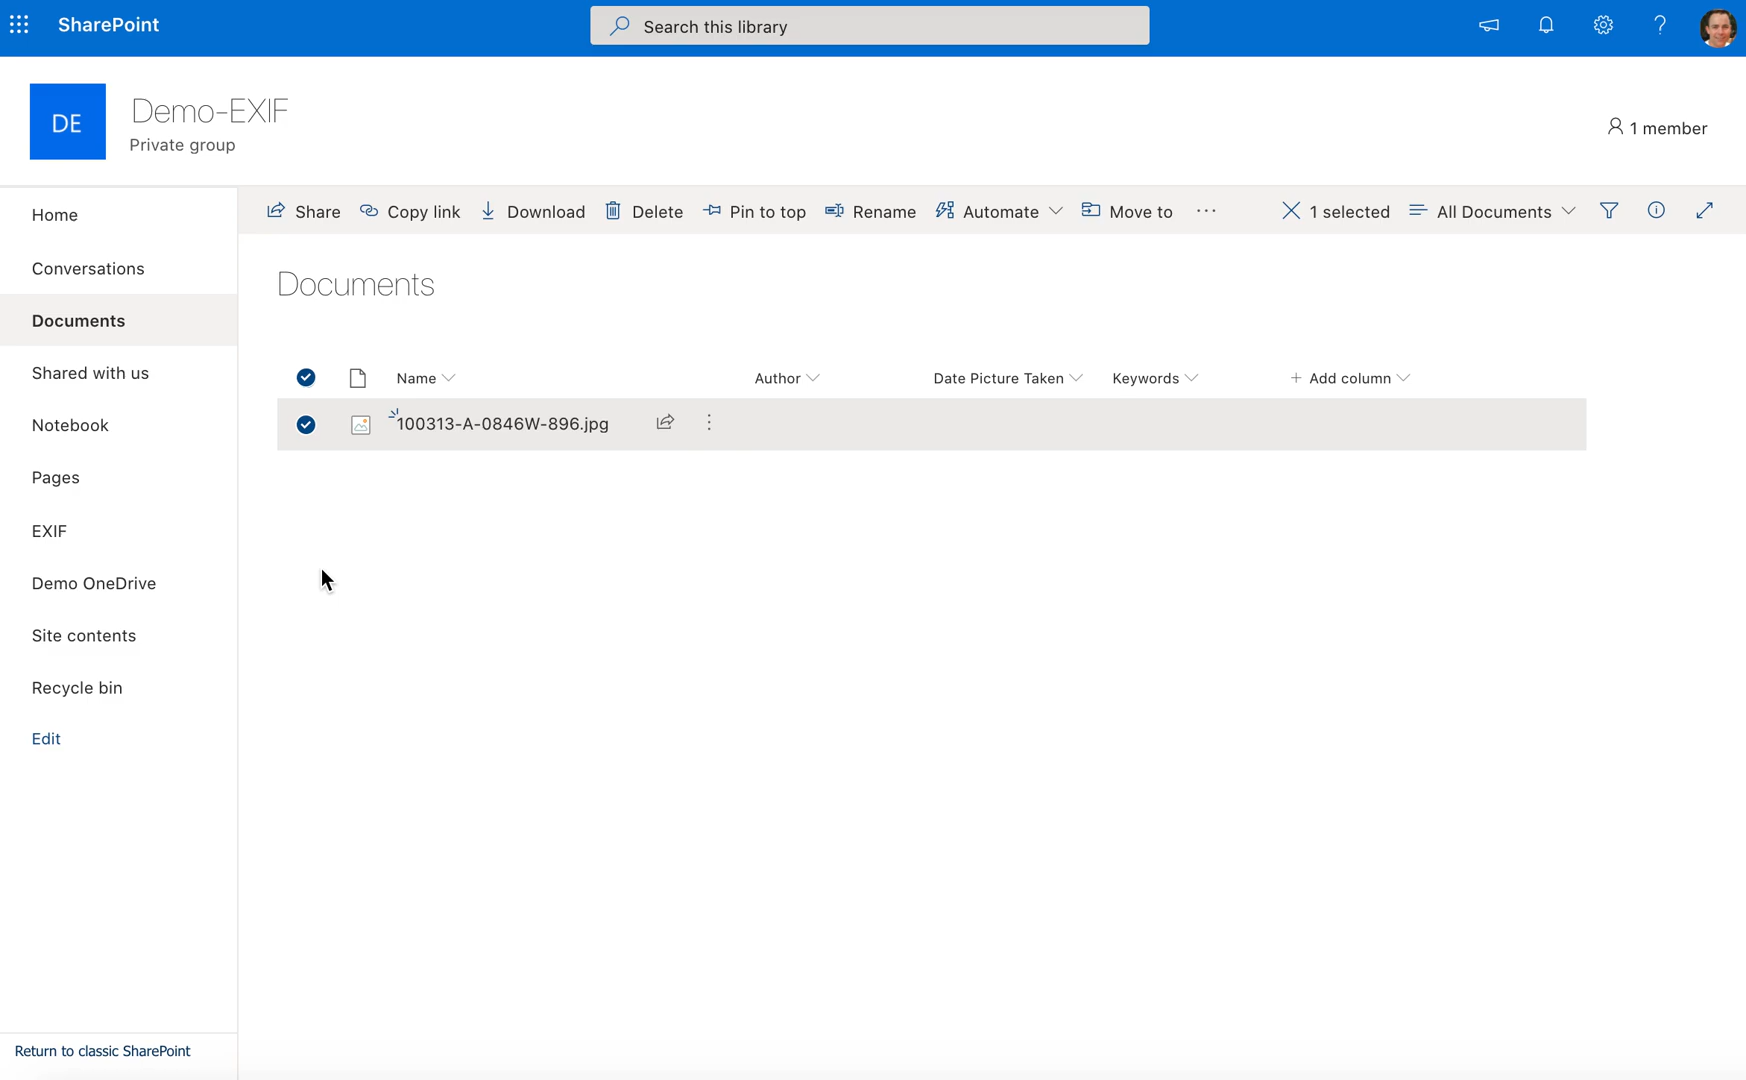 SharePoint
Search this library
DE
Demo-EXIF
Private group
1 member
Home
Conversations
Documents
Shared with us
Notebook
Pages
EXIF
Demo OneDrive
Site contents
Recycle bin
Edit
Return to classic SharePoint
Share Copy link Download Delete Pin to top Rename Automate Move to ··· 1 selected All Documents
Documents
Name Author Date Picture Taken Keywords + Add column
100313-A-0846W-896.jpg